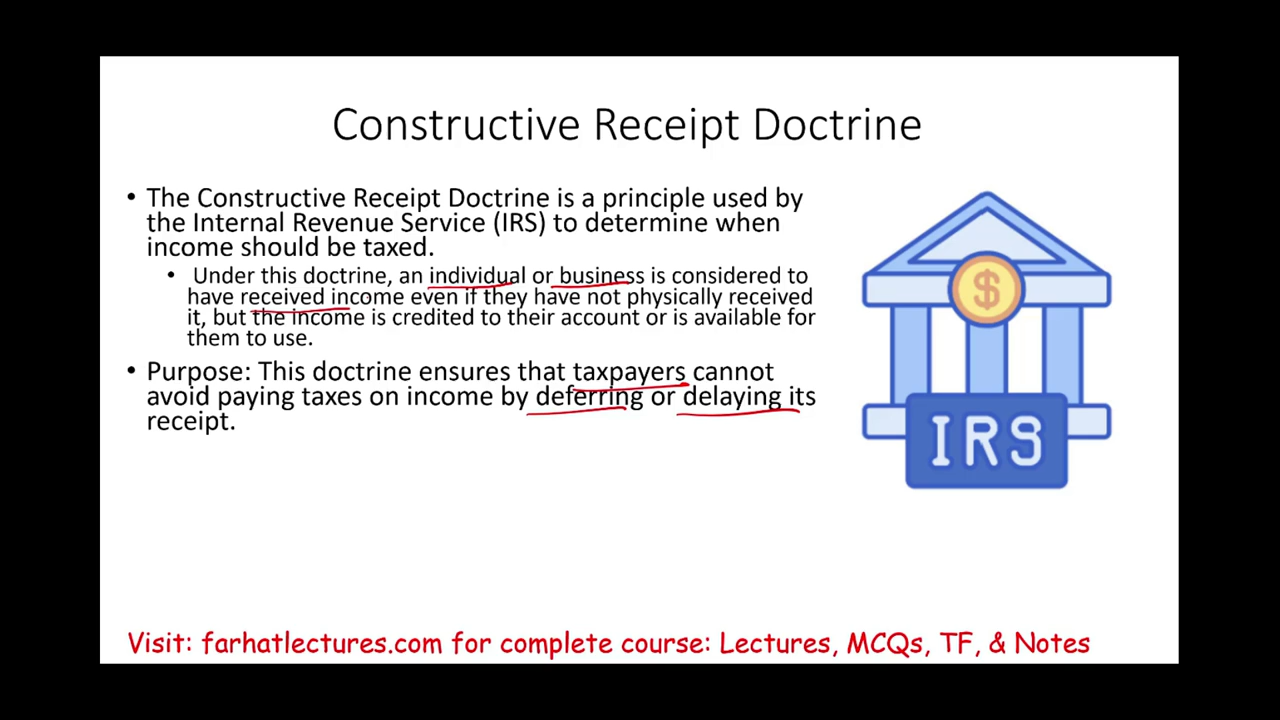 Constructive Receipt Doctrine
• The Constructive Receipt Doctrine is a principle used by
the Internal Revenue Service (IRS) to determine when
income should be taxed.
• Under this doctrine, an individual or business is considered to
have received income even if they have not physically received
it, but the income is credited to their account or is available for
them to use.
• Purpose: This doctrine ensures that taxpayers cannot
avoid paying taxes on income by deferring or delaying its
receipt.
$
IRS
Visit: farhatlectures.com for complete course: Lectures, MCQs, TF, & Notes